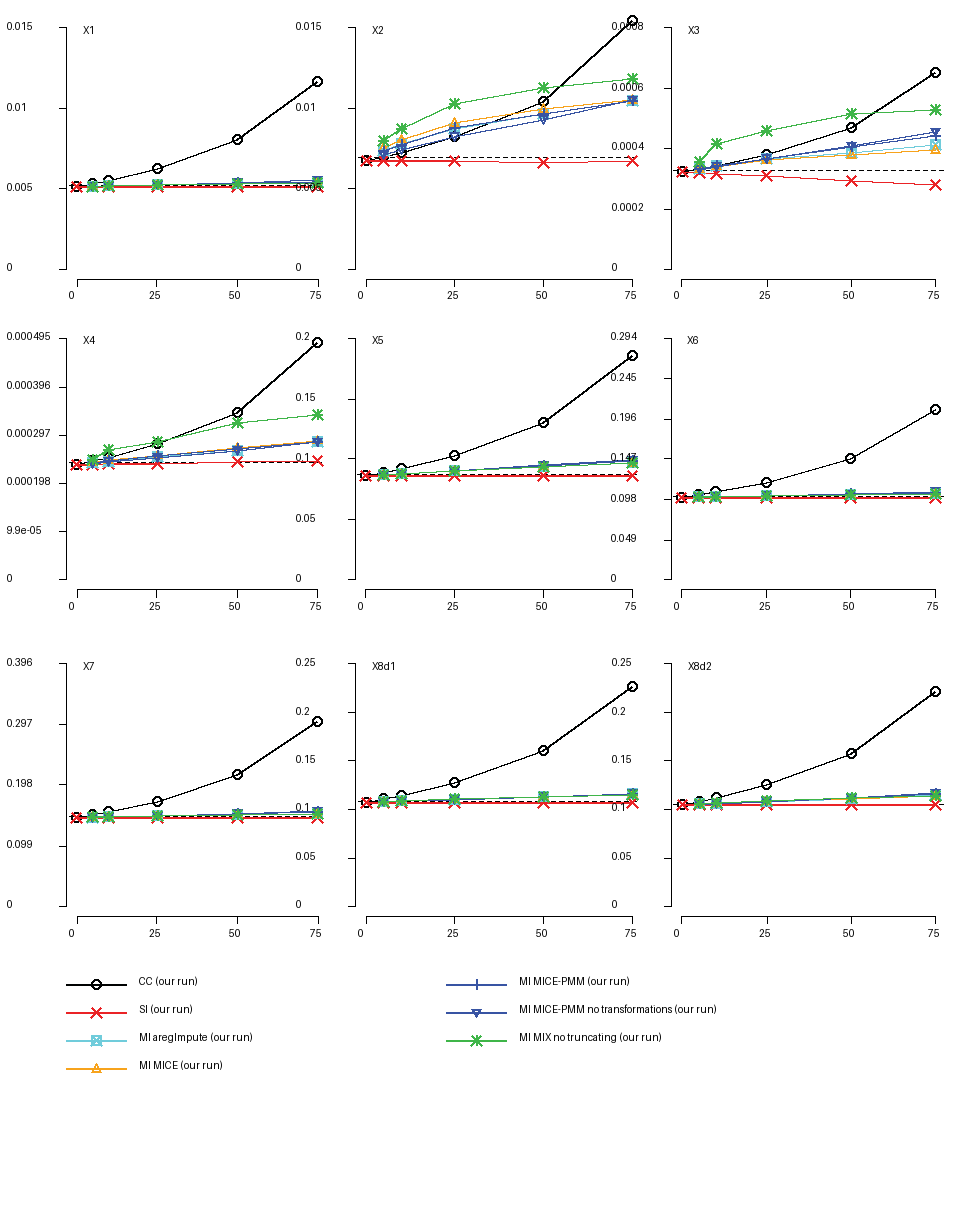 0.015 X1 0.015 X2 0.0008 X3
0.0006
0.01 0.01
0.0004
0.005 0.005
0.0002
0 0 0
0 25 50 75 0 25 50 75 0 25 50 75
0.000495 X4 0.2 X5 0.294 X6
0.000396 0.245
0.15 0.196
0.000297
0.1 0.147
0.000198 0.098
9.9e-05 0.05 0.049
0 0 0
0 25 50 75 0 25 50 75 0 25 50 75
0.396 X7 0.25 X8d1 0.25 X8d2
0.297 0.2 0.2
0.15 0.15
0.198
0.1 0.1
0.099 0.05 0.05
0 0 0
0 25 50 75 0 25 50 75 0 25 50 75
CC (our run) MI MICE-PMM (our run)
SI (our run) MI MICE-PMM no transformations (our run)
MI aregImpute (our run) MI MIX no truncating (our run)
MI MICE (our run)